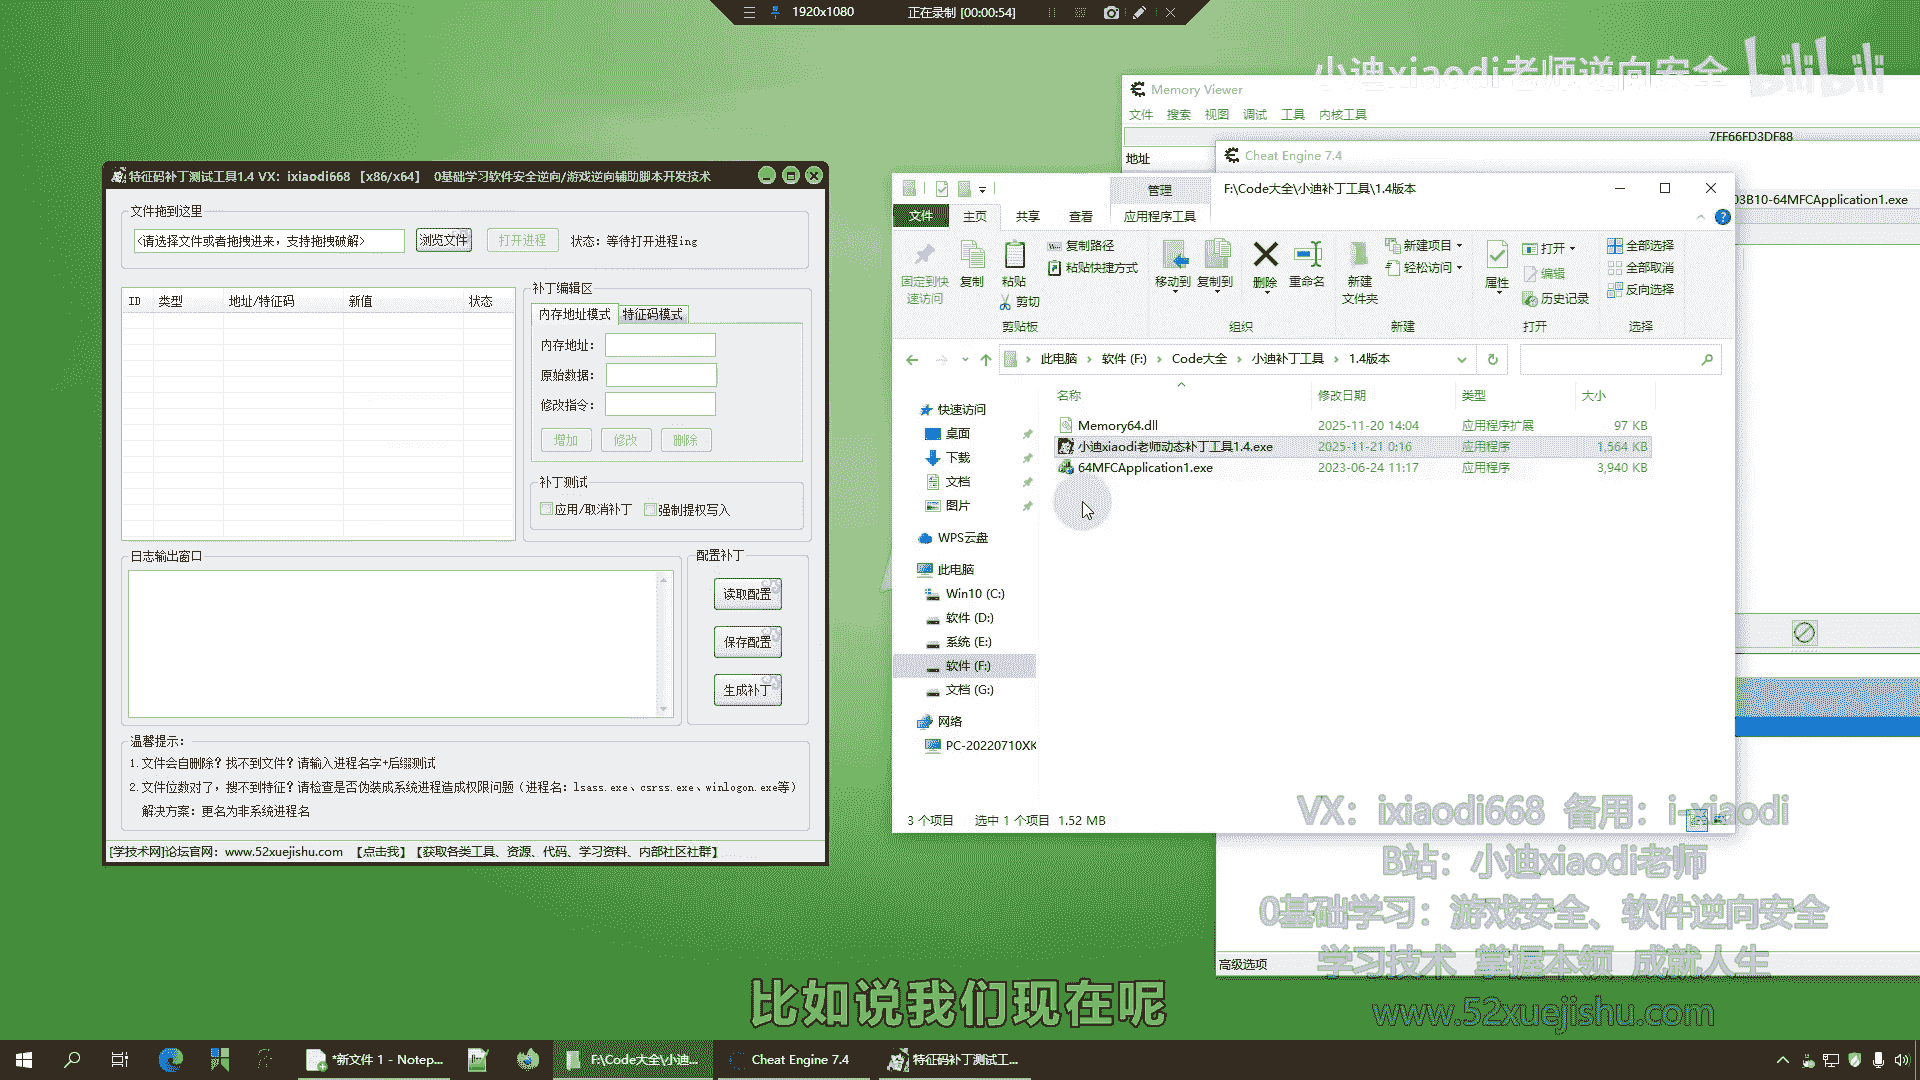 1920x1080
正在录制 [00:00:54]
小迪xiaodi老师逆向安全 bilibili
Memory Viewer
文件 搜索 视图 调试 工具 内核工具
7FF66FD3DF88
地址
Cheat Engine 7.4
03B10-64MFCApplication1.exe
高级选项
特征码补丁测试工具1.4 VX：ixiaodi668 【x86/x64】 0基础学习软件安全逆向/游戏逆向辅助脚本开发技术
文件拖到这里
<请选择文件或者拖拽进来，支持拖拽破解>
浏览文件
打开进程
状态：等待打开进程ing
ID 类型 地址/特征码 新值 状态
补丁编辑区
内存地址模式 特征码模式
内存地址：
原始数据：
修改指令：
增加 修改 删除
补丁测试
应用/取消补丁 强制提权写入
日志输出窗口
配置补丁
读取配置
保存配置
生成补丁
温馨提示：
1.文件会自删除？找不到文件？请输入进程名字+后缀测试
2.文件位数对了，搜不到特征？请检查是否伪装成系统进程造成权限问题（进程名：lsass.exe、csrss.exe、winlogon.exe等）
解决方案：更名为非系统进程名
[学技术网]论坛官网：www.52xuejishu.com 【点击我】【获取各类工具、资源、代码、学习资料、内部社区社群】
管理
F:\Code大全\小迪补丁工具\1.4版本
文件 主页 共享 查看 应用程序工具
固定到快速访问
复制
粘贴
复制路径
粘贴快捷方式
剪切
剪贴板
移动到 复制到 删除 重命名
组织
新建文件夹
新建项目
轻松访问
新建
属性
打开
编辑
历史记录
打开
全部选择
全部取消
反向选择
选择
此电脑 软件 (F:) Code大全 小迪补丁工具 1.4版本
名称 修改日期 类型 大小
Memory64.dll 2025-11-20 14:04 应用程序扩展 97 KB
小迪xiaodi老师动态补丁工具1.4.exe 2025-11-21 0:16 应用程序 1,564 KB
64MFCApplication1.exe 2023-06-24 11:17 应用程序 3,940 KB
快速访问
桌面
下载
文档
图片
WPS云盘
此电脑
Win10 (C:)
软件 (D:)
系统 (E:)
软件 (F:)
文档 (G:)
网络
PC-20220710XK
3 个项目 选中 1 个项目 1.52 MB
VX：ixiaodi668 备用：i-xiaodi
B站：小迪xiaodi老师
0基础学习：游戏安全、软件逆向安全
学习技术 掌握本领 成就人生
www.52xuejishu.com
比如说我们现在呢
*新文件 1 - Notep...
F:\Code大全\小迪...
Cheat Engine 7.4
特征码补丁测试工...